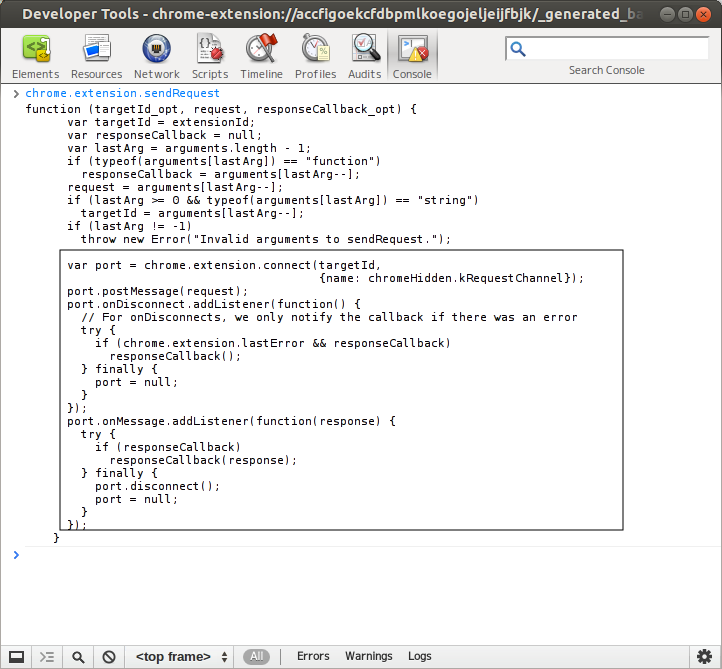 Developer Tools - chrome-extension://accflgoekcfdbpmlkoegojeljeijfbjk/_generated_ba
Elements Resources Network Scripts Timeline Profiles Audits Console Search Console
> chrome.extension.sendRequest
function (targetId_opt, request, responseCallback_opt) {
var targetId = extensionId;
var responseCallback = null;
var lastArg = arguments.length - 1;
if (typeof(arguments[lastArg]) == "function")
responseCallback = arguments[lastArg--];
request = arguments[lastArg--];
if (lastArg >= 0 && typeof(arguments[lastArg]) == "string")
targetId = arguments[lastArg--];
if (lastArg != -1)
throw new Error("Invalid arguments to sendRequest.");
var port = chrome.extension.connect(targetId,
{name: chromeHidden.kRequestChannel});
port.postMessage(request);
port.onDisconnect.addListener(function() {
// For onDisconnects, we only notify the callback if there was an error
try {
if (chrome.extension.lastError && responseCallback)
responseCallback();
} finally {
port = null;
}
});
port.onMessage.addListener(function(response) {
try {
if (responseCallback)
responseCallback(response);
} finally {
port.disconnect();
port = null;
}
});
}
>
<top frame> All Errors Warnings Logs